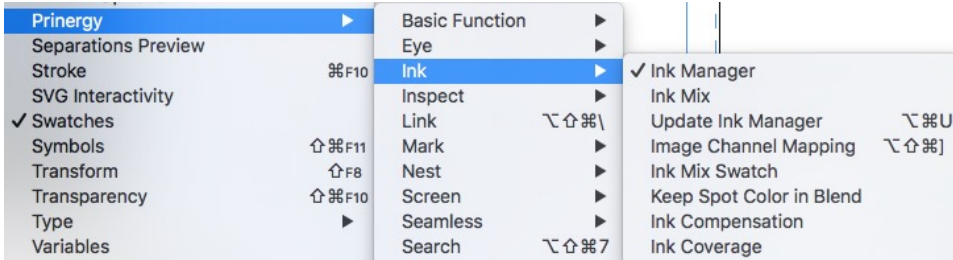 Prinergy ▶
Separations Preview
Stroke ⌘F10
SVG Interactivity
✓ Swatches
Symbols ⇧⌘F11
Transform ⇧F8
Transparency ⇧⌘F10
Type ▶
Variables
Basic Function ▶
Eye ▶
Ink ▶
Inspect ▶
Link ⌥⇧⌘\
Mark ▶
Nest ▶
Screen ▶
Seamless ▶
Search ⌥⇧⌘7
✓ Ink Manager
Ink Mix
Update Ink Manager ⌥⌘U
Image Channel Mapping ⌥⇧⌘]
Ink Mix Swatch
Keep Spot Color in Blend
Ink Compensation
Ink Coverage